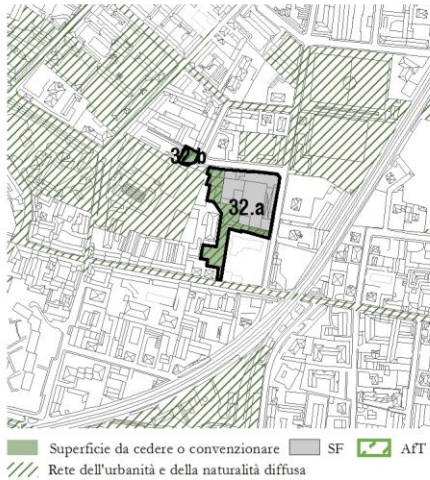 32.b
32.a
Superficie da cedere o convenzionare SF AfT
Rete dell'urbanità e della naturalità diffusa